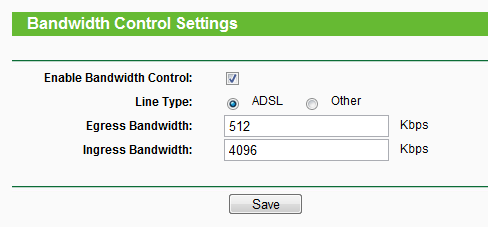 Bandwidth Control Settings
Enable Bandwidth Control:
Line Type: ADSL Other
Egress Bandwidth: 512 Kbps
Ingress Bandwidth: 4096 Kbps
Save